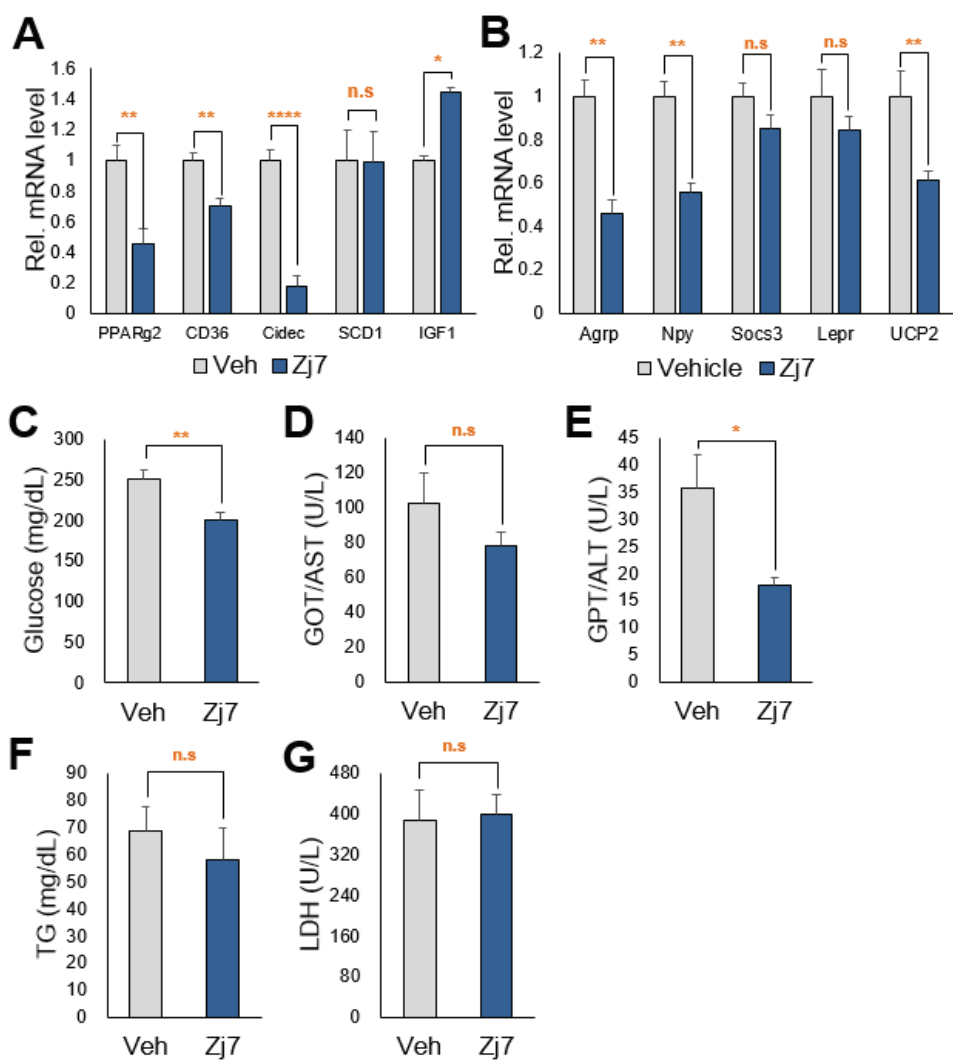 A
B
Rel. mRNA level
1.6
1.4
1.2
1
0.8
0.6
0.4
0.2
0
** ** **** n.s *
PPARg2 CD36 Cidec SCD1 IGF1
Veh Zj7
Rel. mRNA level
1.2
1
0.8
0.6
0.4
0.2
0
** ** n.s n.s **
Agrp Npy Socs3 Lepr UCP2
Vehicle Zj7
C
Glucose (mg/dL)
300
250
200
150
100
50
0
**
Veh Zj7
D
GOT/AST (U/L)
140
120
100
80
60
40
20
0
n.s
Veh Zj7
E
GPT/ALT (U/L)
45
40
35
30
25
20
15
10
5
0
*
Veh Zj7
F
TG (mg/dL)
90
80
70
60
50
40
30
20
10
0
n.s
Veh Zj7
G
LDH (U/L)
480
400
320
240
160
80
0
n.s
Veh Zj7